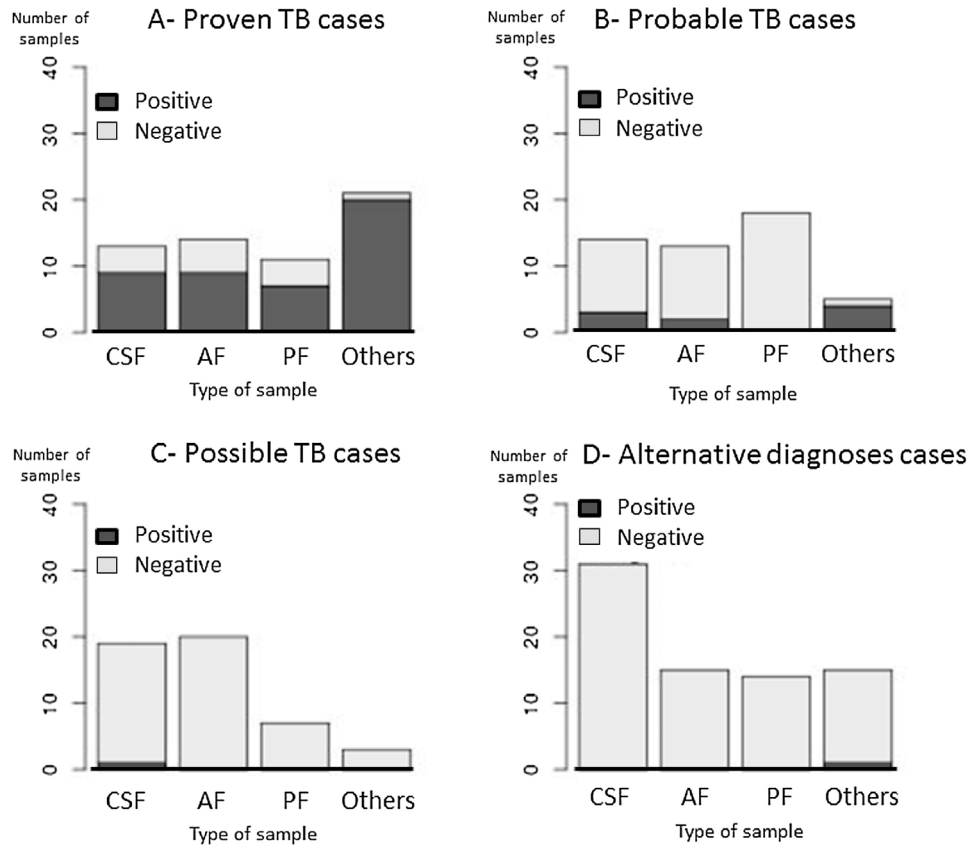 Number of
samples
A- Proven TB cases
40
30
20
10
0
Positive
Negative
CSF AF PF Others
Type of sample
Number of
samples
B- Probable TB cases
40
30
20
10
0
Positive
Negative
CSF AF PF Others
Type of sample
Number of
samples
C- Possible TB cases
40
30
20
10
0
Positive
Negative
CSF AF PF Others
Type of sample
Number of
samples
D- Alternative diagnoses cases
40
30
20
10
0
Positive
Negative
CSF AF PF Others
Type of sample